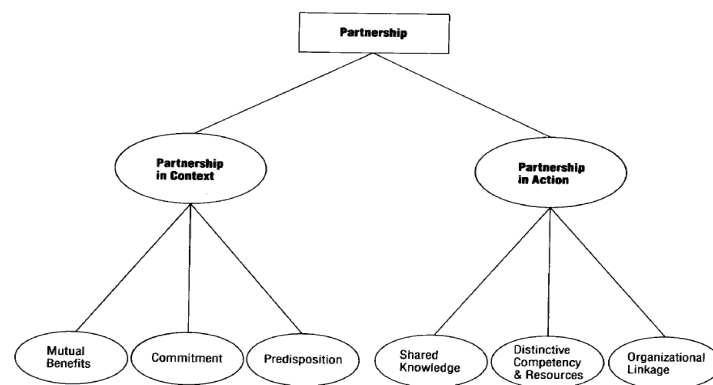 Partnership
Partnership
in Context
Partnership
in Action
Mutual
Benefits
Commitment
Predisposition
Shared
Knowledge
Distinctive
Competency
& Resources
Organizational
Linkage